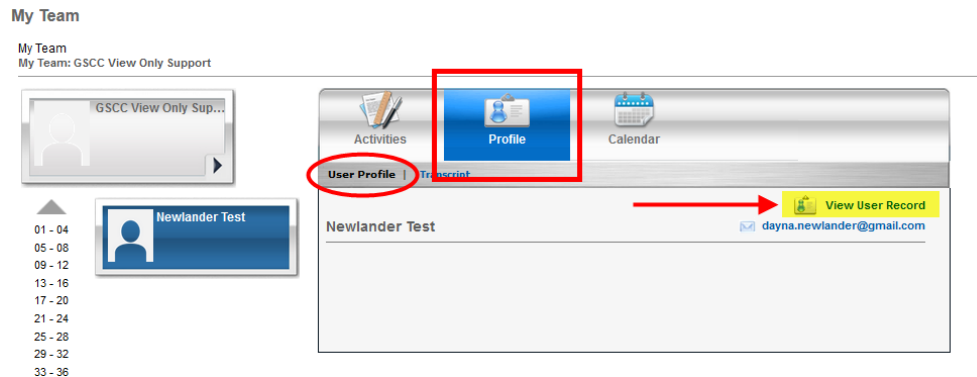 My Team
My Team
My Team: GSCC View Only Support
GSCC View Only Sup...
Activities
Profile
Calendar
User Profile | Transcript
View User Record
Newlander Test
dayna.newlander@gmail.com
Newlander Test
01 - 04
05 - 08
09 - 12
13 - 16
17 - 20
21 - 24
25 - 28
29 - 32
33 - 36